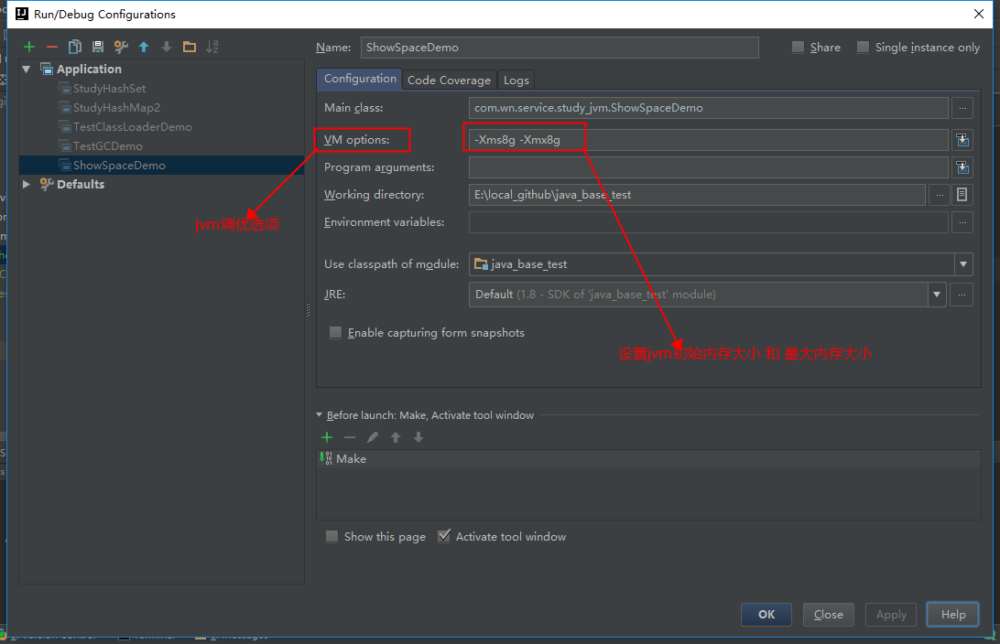 Run/Debug Configurations
Name: ShowSpaceDemo Share Single instance only
Application
StudyHashSet
StudyHashMap2
TestClassLoaderDemo
TestGCDemo
ShowSpaceDemo
Defaults
jvm调优选项
Configuration Code Coverage Logs
Main class: com.wn.service.study_jvm.ShowSpaceDemo
VM options: -Xms8g -Xmx8g
Program arguments:
Working directory: E:\local_github\java_base_test
Environment variables:
Use classpath of module: java_base_test
JRE: Default (1.8 - SDK of 'java_base_test' module)
Enable capturing form snapshots
设置jvm初始内存大小 和 最大内存大小
Before launch: Make, Activate tool window
Make
Show this page Activate tool window
OK Close Apply Help